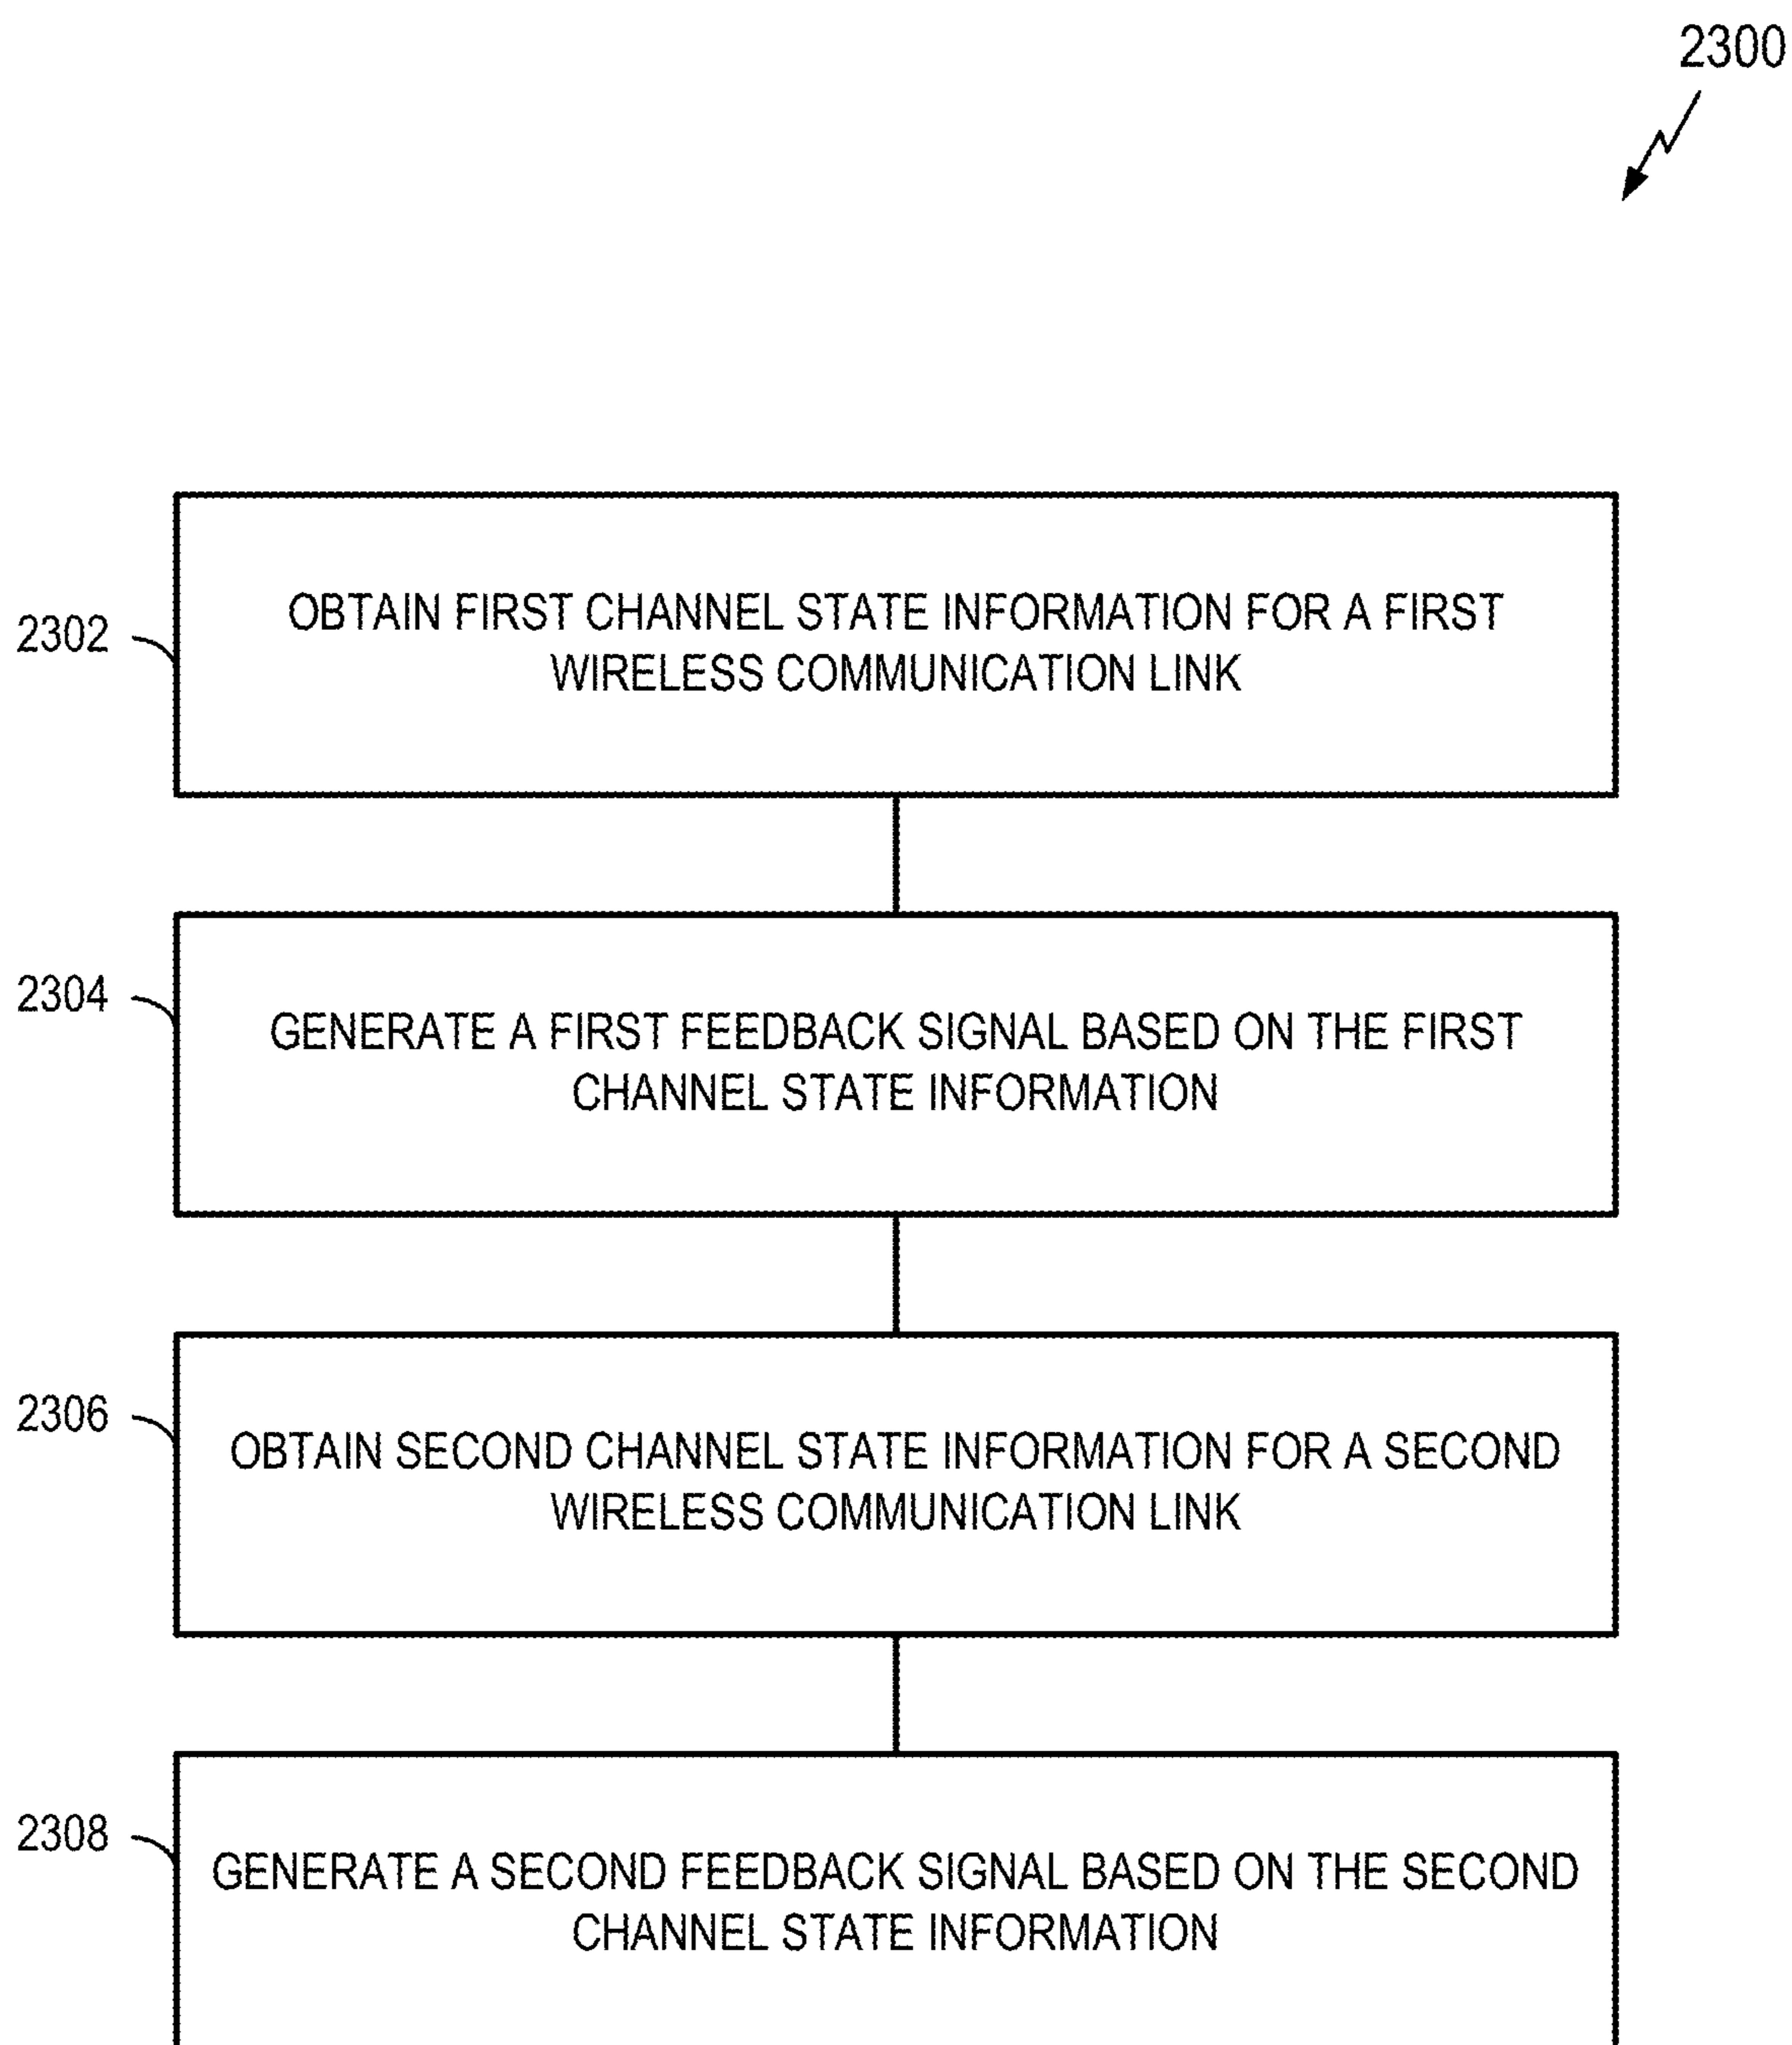 2300
2302
OBTAIN FIRST CHANNEL STATE INFORMATION FOR A FIRST
WIRELESS COMMUNICATION LINK
2304
GENERATE A FIRST FEEDBACK SIGNAL BASED ON THE FIRST
CHANNEL STATE INFORMATION
2306
OBTAIN SECOND CHANNEL STATE INFORMATION FOR A SECOND
WIRELESS COMMUNICATION LINK
2308
GENERATE A SECOND FEEDBACK SIGNAL BASED ON THE SECOND
CHANNEL STATE INFORMATION